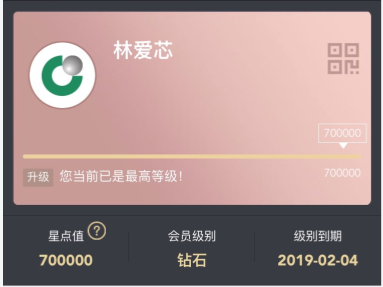 林爱芯
700000
升级 您当前已是最高等级！
700000
星点值 ? 会员级别 级别到期
700000 钻石 2019-02-04